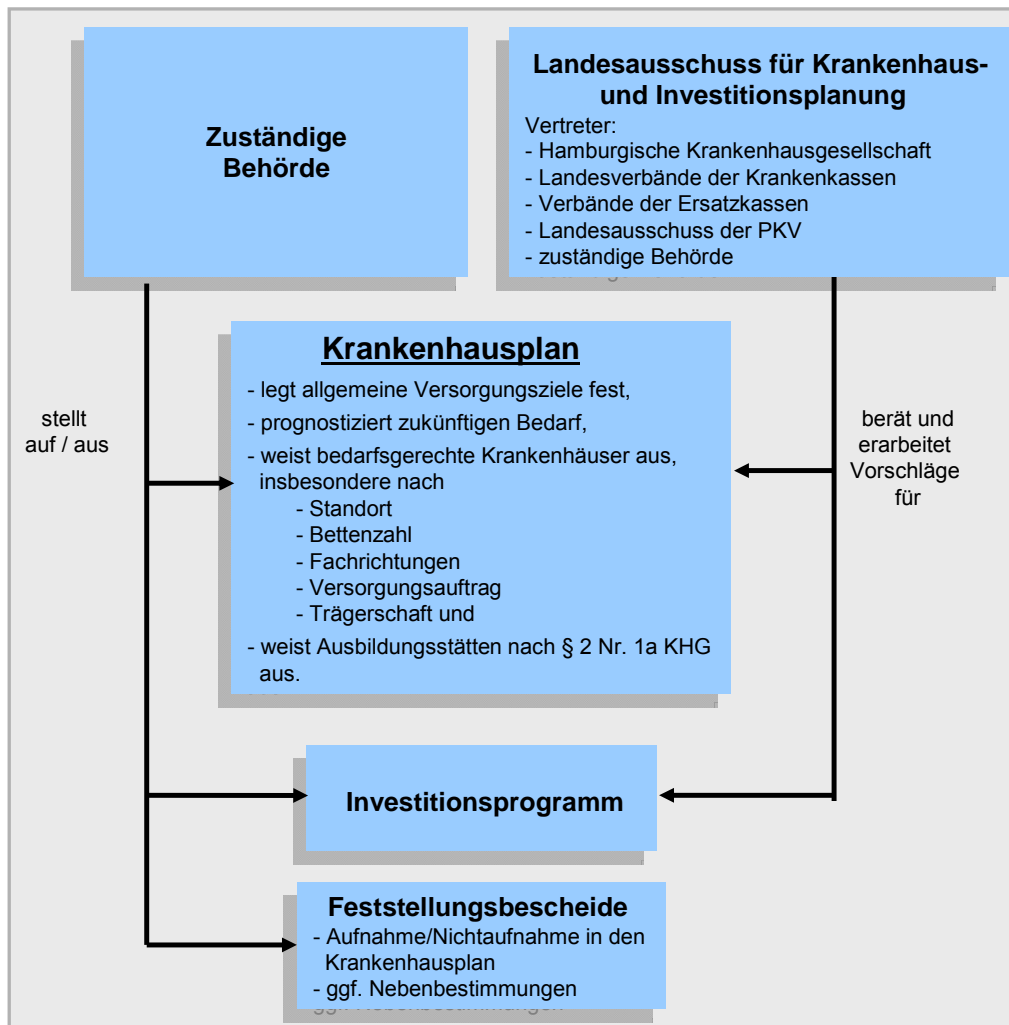 Zuständige
Behörde
Landesausschuss für Krankenhaus-
und Investitionsplanung
Vertreter:
- Hamburgische Krankenhausgesellschaft
- Landesverbände der Krankenkassen
- Verbände der Ersatzkassen
- Landesausschuss der PKV
- zuständige Behörde
stellt
auf / aus
Krankenhausplan
- legt allgemeine Versorgungsziele fest,
- prognostiziert zukünftigen Bedarf,
- weist bedarfsgerechte Krankenhäuser aus,
insbesondere nach
- Standort
- Bettenzahl
- Fachrichtungen
- Versorgungsauftrag
- Trägerschaft und
- weist Ausbildungsstätten nach § 2 Nr. 1a KHG
aus.
berät und
erarbeitet
Vorschläge
für
Investitionsprogramm
Feststellungsbescheide
- Aufnahme/Nichtaufnahme in den
Krankenhausplan
- ggf. Nebenbestimmungen